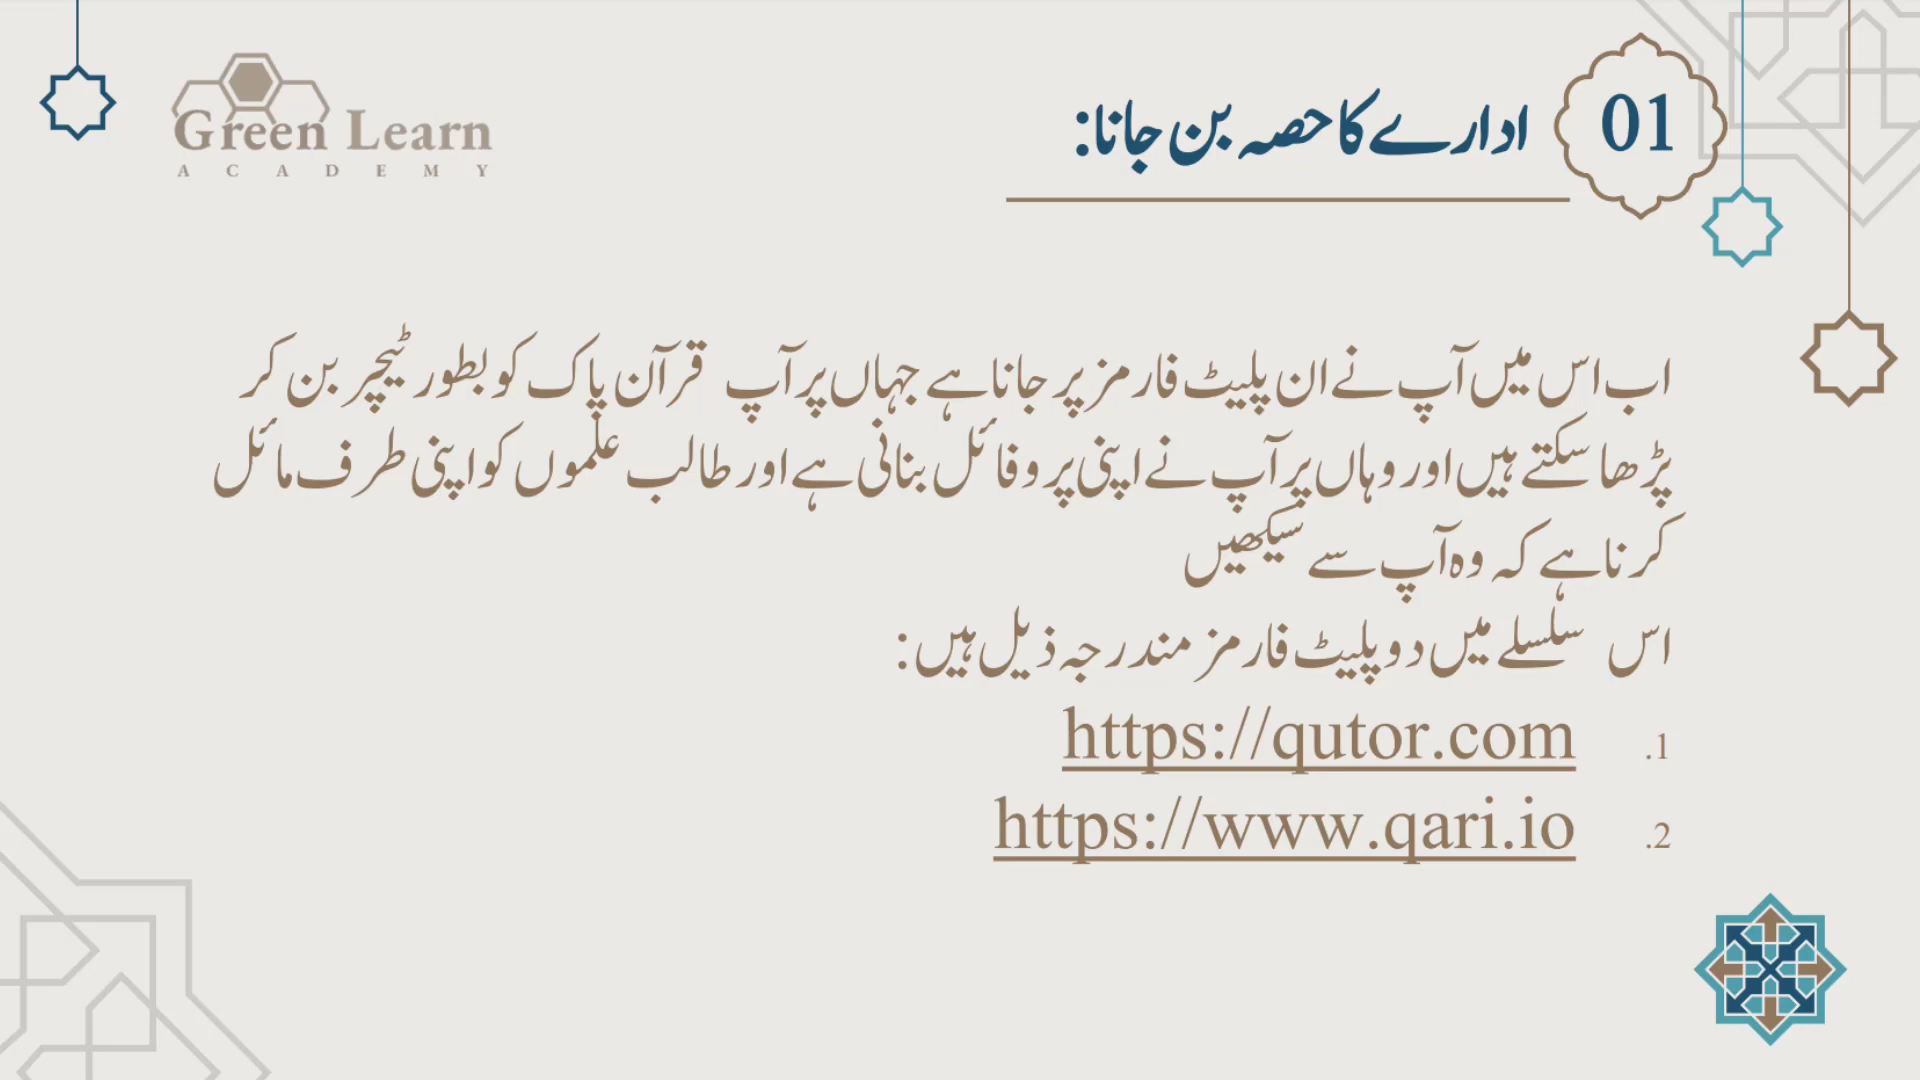 Green Learn
ACADEMY
01
ادارے کا حصہ بن جانا:
اب اس میں آپ نے ان پلیٹ فارمز پر جانا ہے جہاں پر آپ قرآن پاک کو بطور ٹیچر بن کر
پڑھا سکتے ہیں اور وہاں پر آپ نے اپنی پروفائل بنانی ہے اور طالب علموں کو اپنی طرف مائل
کرنا ہے کہ وہ آپ سے سیکھیں
اس سلسلے میں دو پلیٹ فارمز مندرجہ ذیل ہیں:
1. https://qutor.com
2. https://www.qari.io